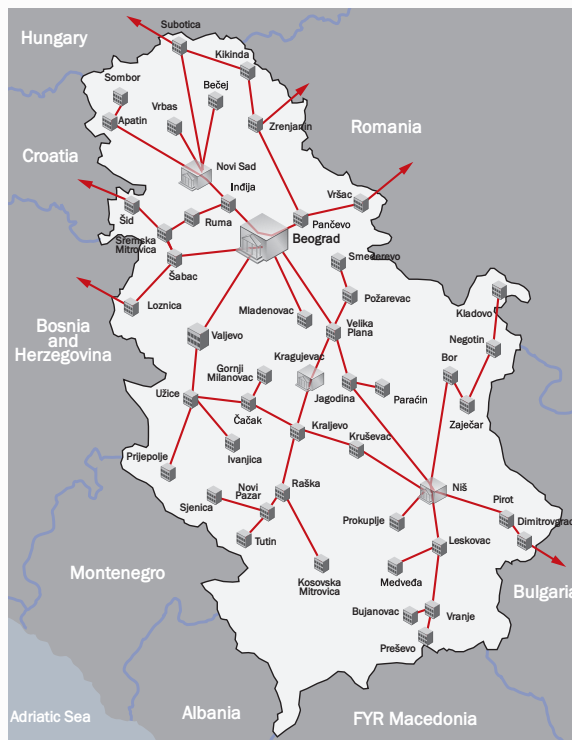 Hungary
Subotica
Kikinda
Sombor
Bečej
Vrbas
Apatin
Zrenjanin
Romania
Croatia
Novi Sad
Inđija
Vršac
Šid
Ruma
Pančevo
Sremska
Mitrovica
Beograd
Šabac
Smederevo
Loznica
Požarevac
Kladovo
Mladenovac
Bosnia
and
Herzegovina
Valjevo
Velika
Plana
Negotin
Kragujevac
Bor
Gornji
Milanovac
Jagodina
Paraćin
Užice
Čačak
Zaječar
Kraljevo
Kruševac
Prijepolje
Ivanjica
Novi
Pazar
Raška
Niš
Pirot
Sjenica
Dimitrovgrad
Prokuplje
Tutin
Leskovac
Montenegro
Kosovska
Mitrovica
Medveđa
Bulgaria
Bujanovac
Vranje
Preševo
Adriatic Sea
Albania
FYR Macedonia